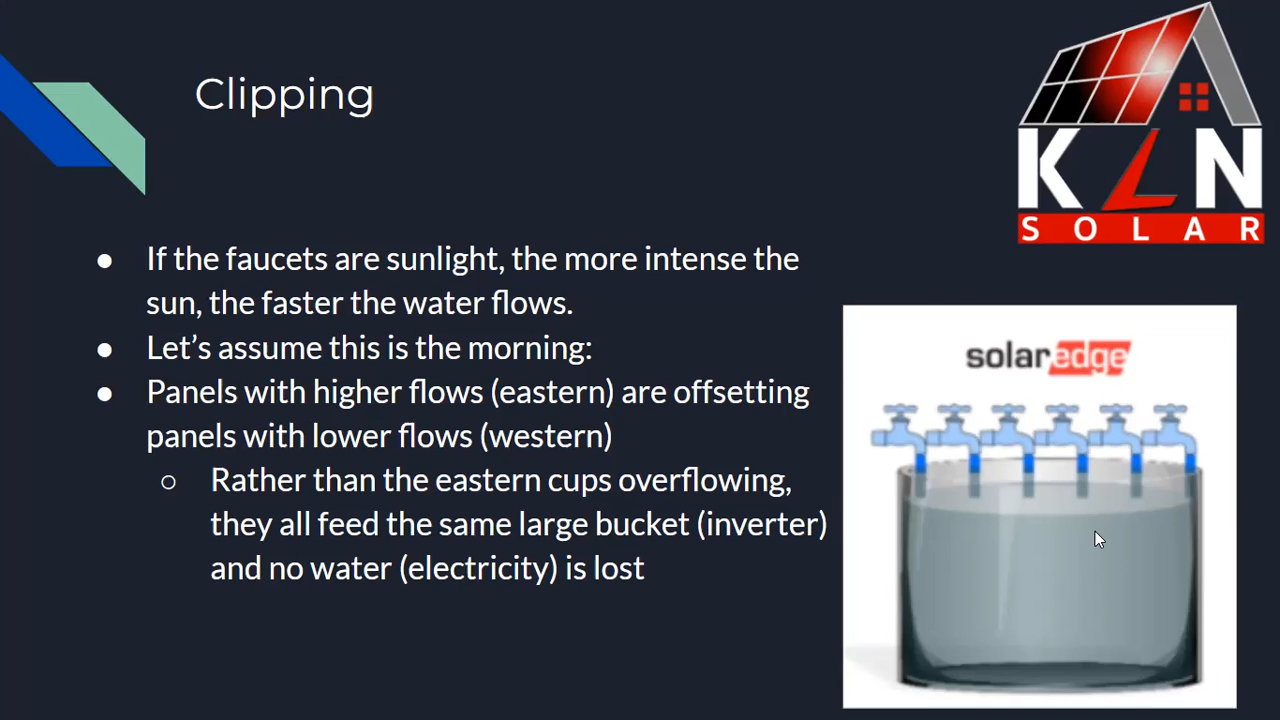 Clipping
KLN
SOLAR
● If the faucets are sunlight, the more intense the
sun, the faster the water flows.
● Let’s assume this is the morning:
● Panels with higher flows (eastern) are offsetting
panels with lower flows (western)
○ Rather than the eastern cups overflowing,
they all feed the same large bucket (inverter)
and no water (electricity) is lost
solaredge